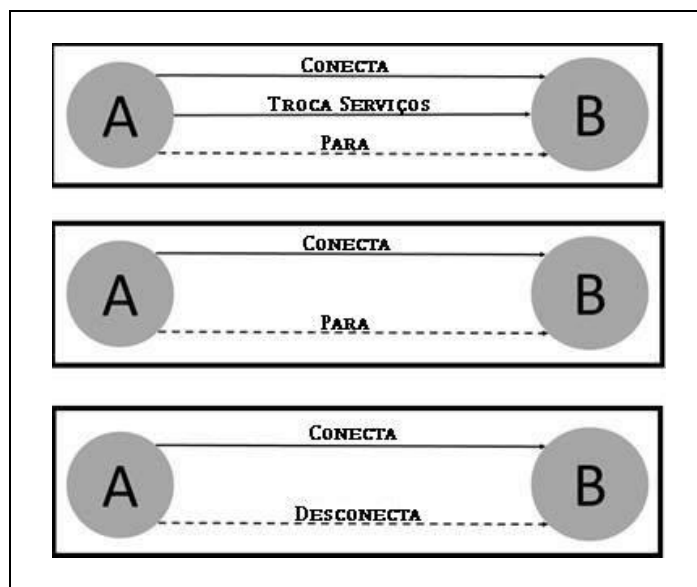 CONECTA
A TROCA SERVIÇOS B
PARA
CONECTA
A B
PARA
CONECTA
A B
DESCONECTA